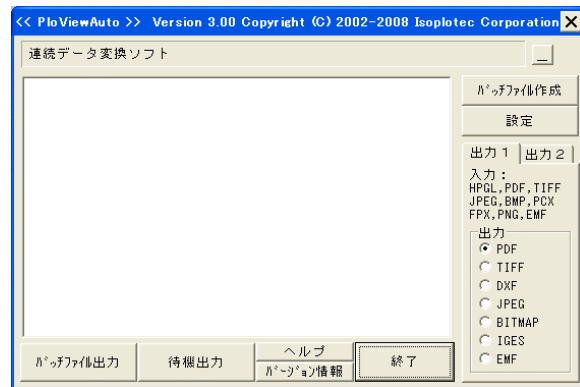 << PloViewAuto >> Version 3.00 Copyright (C) 2002-2008 Isoplotec Corporation
連続データ変換ソフト
ﾊﾞｯﾁﾌｧｲﾙ作成
設定
出力１ 出力２
入力：
HPGL,PDF,TIFF
JPEG,BMP,PCX
FPX,PNG,EMF
出力
PDF
TIFF
DXF
JPEG
BITMAP
IGES
EMF
ﾊﾞｯﾁﾌｧｲﾙ出力
待機出力
ヘルプ
ﾊﾞｰｼﾞｮﾝ情報
終了